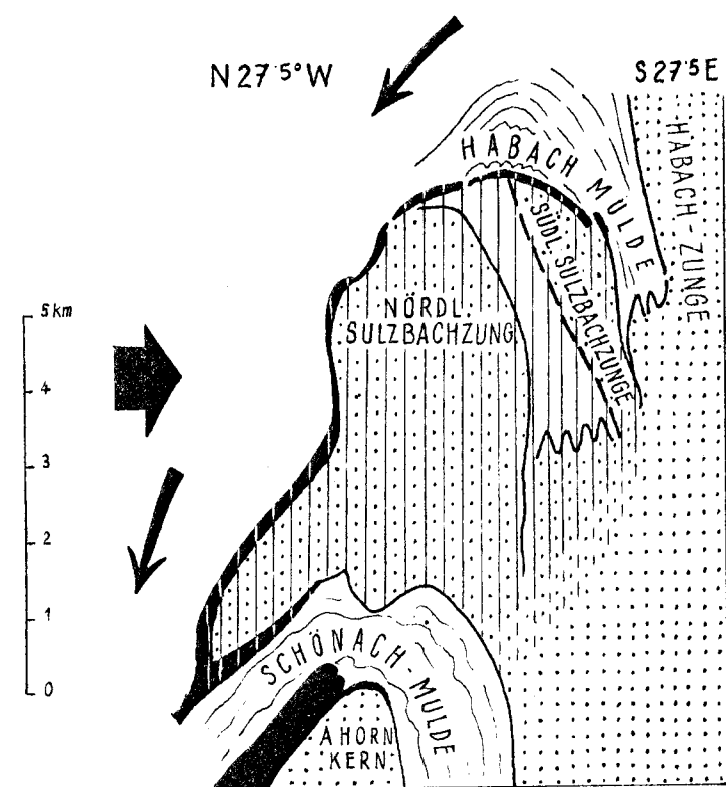 N 27·5° W
S 27·5 E
HABACH MULDE
HABACH-ZUNGE
SÜDL. SULZBACHZUNGE
NÖRDL.
SULZBACHZUNG
5 km
4
3
2
1
0
SCHÖNACH-MULDE
AHORN
KERN